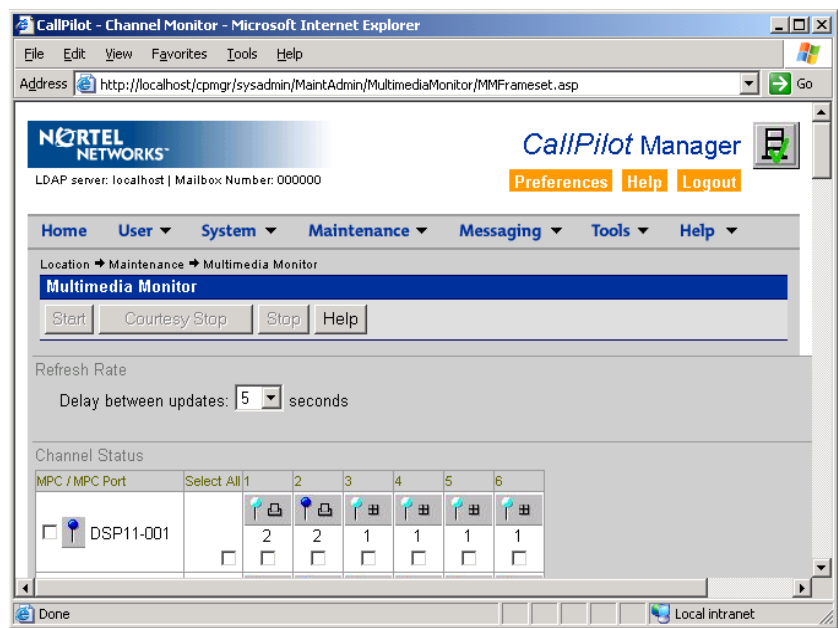 CallPilot - Channel Monitor - Microsoft Internet Explorer
File Edit View Favorites Tools Help
Address http://localhost/cpmgr/sysadmin/MaintAdmin/MultimediaMonitor/MMFrameset.asp Go
NORTEL
NETWORKS
CallPilot Manager
LDAP server: localhost | Mailbox Number: 000000
Preferences Help Logout
Home User System Maintenance Messaging Tools Help
Location Maintenance Multimedia Monitor
Multimedia Monitor
Start Courtesy Stop Stop Help
Refresh Rate
Delay between updates: 5 seconds
Channel Status
MPC / MPC Port Select All 1 2 3 4 5 6
DSP11-001
2 2 1 1 1 1
Done Local intranet